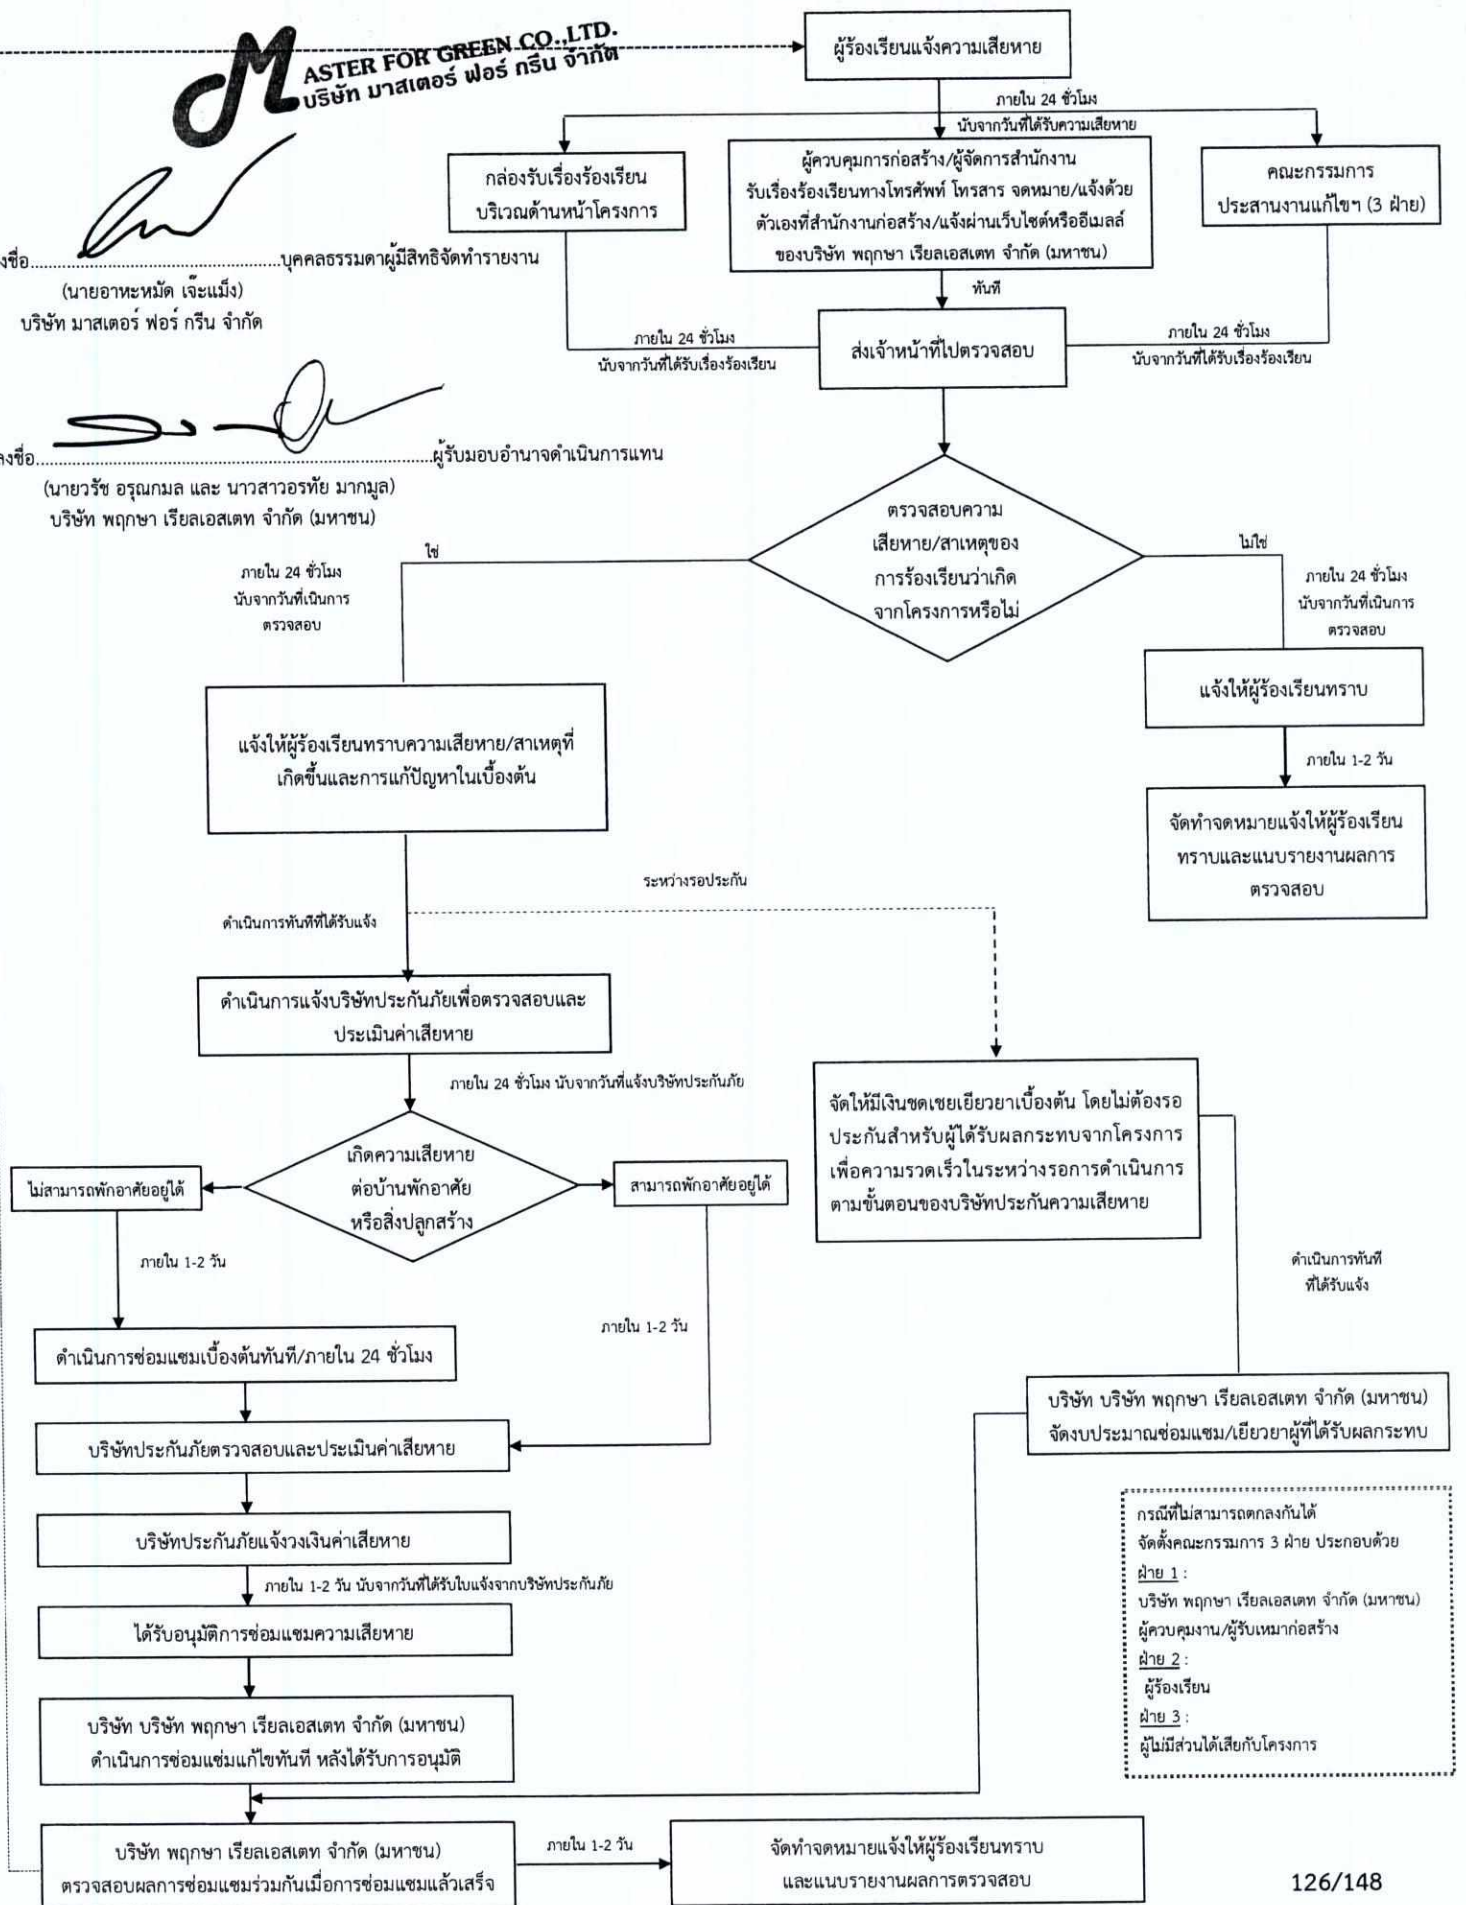 ผู้ร้องเรียนแจ้งความเสียหาย
ASTER FOR GREEN CO.,LTD.
บริษัท มาสเตอร์ ฟอร์ กรีน จำกัด
ภายใน 24 ชั่วโมง
นับจากวันที่ได้รับความเสียหาย
กล่องรับเรื่องร้องเรียน
บริเวณด้านหน้าโครงการ
ผู้ควบคุมการก่อสร้าง/ผู้จัดการสำนักงาน
รับเรื่องร้องเรียนทางโทรศัพท์ โทรสาร จดหมาย/แจ้งด้วย
ตัวเองที่สำนักงานก่อสร้าง/แจ้งผ่านเว็บไซต์หรืออีเมลล์
ของบริษัท พฤกษา เรียลเอสเตท จำกัด (มหาชน)
คณะกรรมการ
ประสานงานแก้ไขฯ (3 ฝ่าย)
งชื่อ..........บุคคลธรรมดาผู้มีสิทธิจัดทำรายงาน
(นายอาหะหมัด เจ๊ะแม็ง)
บริษัท มาสเตอร์ ฟอร์ กรีน จำกัด
ทันที
ภายใน 24 ชั่วโมง
นับจากวันที่ได้รับเรื่องร้องเรียน
ส่งเจ้าหน้าที่ไปตรวจสอบ
ภายใน 24 ชั่วโมง
นับจากวันที่ได้รับเรื่องร้องเรียน
ลงชื่อ..........ผู้รับมอบอำนาจดำเนินการแทน
(นายวรัช อรุณกมล และ นาวสาวอรทัย มากมูล)
บริษัท พฤกษา เรียลเอสเตท จำกัด (มหาชน)
ตรวจสอบความ
เสียหาย/สาเหตุของ
การร้องเรียนว่าเกิด
จากโครงการหรือไม่
ใช่
ภายใน 24 ชั่วโมง
นับจากวันที่เนินการ
ตรวจสอบ
ไม่ใช่
ภายใน 24 ชั่วโมง
นับจากวันที่เนินการ
ตรวจสอบ
แจ้งให้ผู้ร้องเรียนทราบ
ภายใน 1-2 วัน
จัดทำจดหมายแจ้งให้ผู้ร้องเรียน
ทราบและแนบรายงานผลการ
ตรวจสอบ
แจ้งให้ผู้ร้องเรียนทราบความเสียหาย/สาเหตุที่
เกิดขึ้นและการแก้ปัญหาในเบื้องต้น
ระหว่างรอประกัน
ดำเนินการทันทีที่ได้รับแจ้ง
ดำเนินการแจ้งบริษัทประกันภัยเพื่อตรวจสอบและ
ประเมินค่าเสียหาย
ภายใน 24 ชั่วโมง นับจากวันที่แจ้งบริษัทประกันภัย
จัดให้มีเงินชดเชยเยียวยาเบื้องต้น โดยไม่ต้องรอ
ประกันสำหรับผู้ได้รับผลกระทบจากโครงการ
เพื่อความรวดเร็วในระหว่างรอการดำเนินการ
ตามขั้นตอนของบริษัทประกันความเสียหาย
เกิดความเสียหาย
ต่อบ้านพักอาศัย
หรือสิ่งปลูกสร้าง
ไม่สามารถพักอาศัยอยู่ได้
สามารถพักอาศัยอยู่ได้
ภายใน 1-2 วัน
ภายใน 1-2 วัน
ดำเนินการทันที
ที่ได้รับแจ้ง
ดำเนินการซ่อมแซมเบื้องต้นทันที/ภายใน 24 ชั่วโมง
บริษัท บริษัท พฤกษา เรียลเอสเตท จำกัด (มหาชน)
จัดงบประมาณซ่อมแซม/เยียวยาผู้ที่ได้รับผลกระทบ
บริษัทประกันภัยตรวจสอบและประเมินค่าเสียหาย
บริษัทประกันภัยแจ้งวงเงินค่าเสียหาย
ภายใน 1-2 วัน นับจากวันที่ได้รับใบแจ้งจากบริษัทประกันภัย
ได้รับอนุมัติการซ่อมแซมความเสียหาย
บริษัท บริษัท พฤกษา เรียลเอสเตท จำกัด (มหาชน)
ดำเนินการซ่อมแซ่มแก้ไขทันที หลังได้รับการอนุมัติ
กรณีที่ไม่สามารถตกลงกันได้
จัดตั้งคณะกรรมการ 3 ฝ่าย ประกอบด้วย
ฝ่าย 1 :
บริษัท พฤกษา เรียลเอสเตท จำกัด (มหาชน)
ผู้ควบคุมงาน/ผู้รับเหมาก่อสร้าง
ฝ่าย 2 :
ผู้ร้องเรียน
ฝ่าย 3 :
ผู้ไม่มีส่วนได้เสียกับโครงการ
บริษัท พฤกษา เรียลเอสเตท จำกัด (มหาชน)
ตรวจสอบผลการซ่อมแซมร่วมกันเมื่อการซ่อมแซมแล้วเสร็จ
ภายใน 1-2 วัน
จัดทำจดหมายแจ้งให้ผู้ร้องเรียนทราบ
และแนบรายงานผลการตรวจสอบ
126/148